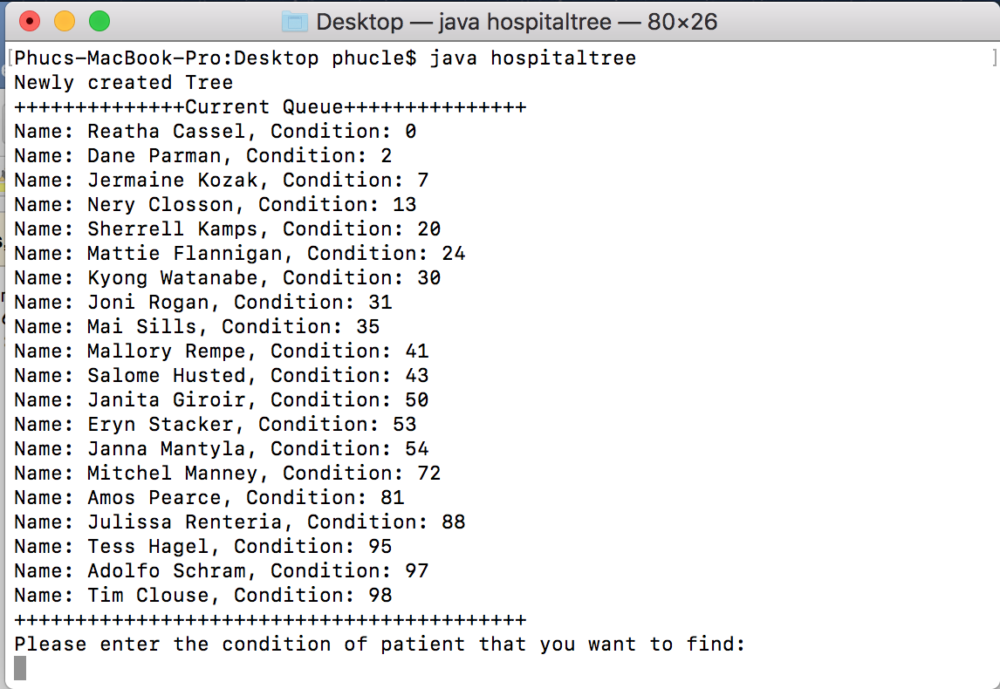 Desktop — java hospitaltree — 80×26
[Phucs-MacBook-Pro:Desktop phucle$ java hospitaltree ]
Newly created Tree
++++++++++++++Current Queue+++++++++++++++
Name: Reatha Cassel, Condition: 0
Name: Dane Parman, Condition: 2
Name: Jermaine Kozak, Condition: 7
Name: Nery Closson, Condition: 13
Name: Sherrell Kamps, Condition: 20
Name: Mattie Flannigan, Condition: 24
Name: Kyong Watanabe, Condition: 30
Name: Joni Rogan, Condition: 31
Name: Mai Sills, Condition: 35
Name: Mallory Rempe, Condition: 41
Name: Salome Husted, Condition: 43
Name: Janita Giroir, Condition: 50
Name: Eryn Stacker, Condition: 53
Name: Janna Mantyla, Condition: 54
Name: Mitchel Manney, Condition: 72
Name: Amos Pearce, Condition: 81
Name: Julissa Renteria, Condition: 88
Name: Tess Hagel, Condition: 95
Name: Adolfo Schram, Condition: 97
Name: Tim Clouse, Condition: 98
++++++++++++++++++++++++++++++++++++++++++
Please enter the condition of patient that you want to find: